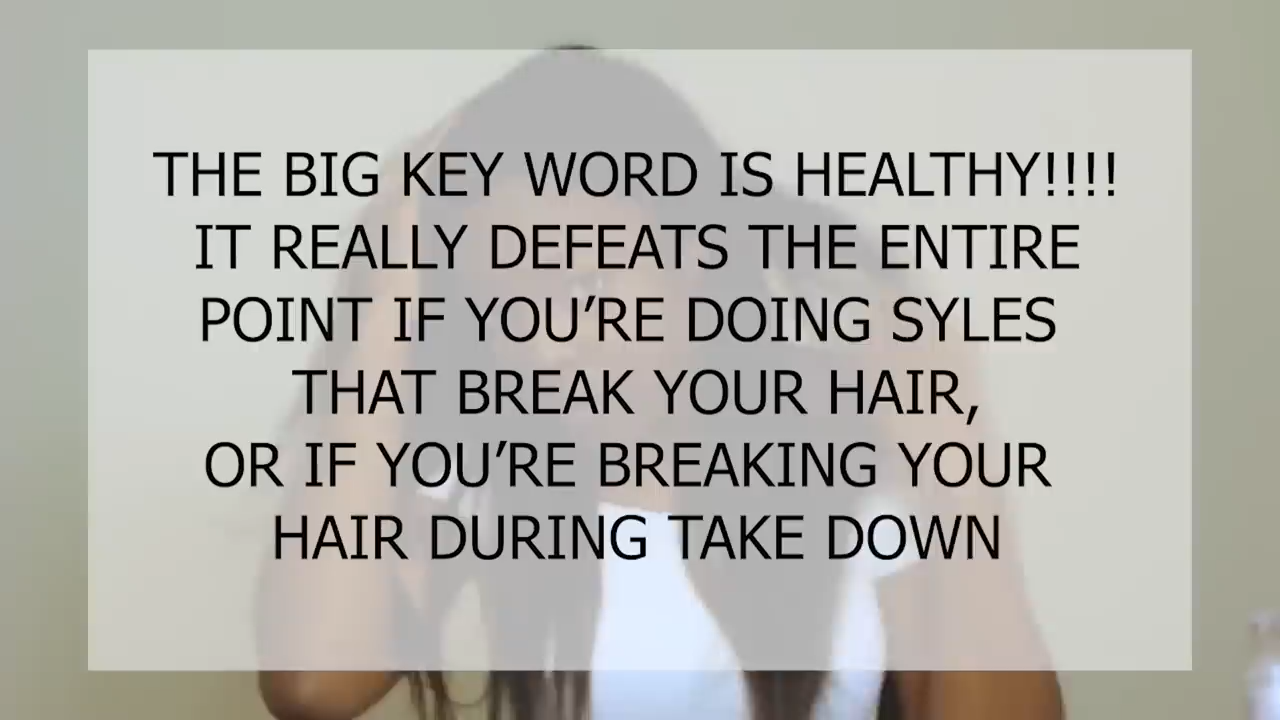 THE BIG KEY WORD IS HEALTHY!!!!
IT REALLY DEFEATS THE ENTIRE
POINT IF YOU’RE DOING SYLES
THAT BREAK YOUR HAIR,
OR IF YOU’RE BREAKING YOUR
HAIR DURING TAKE DOWN